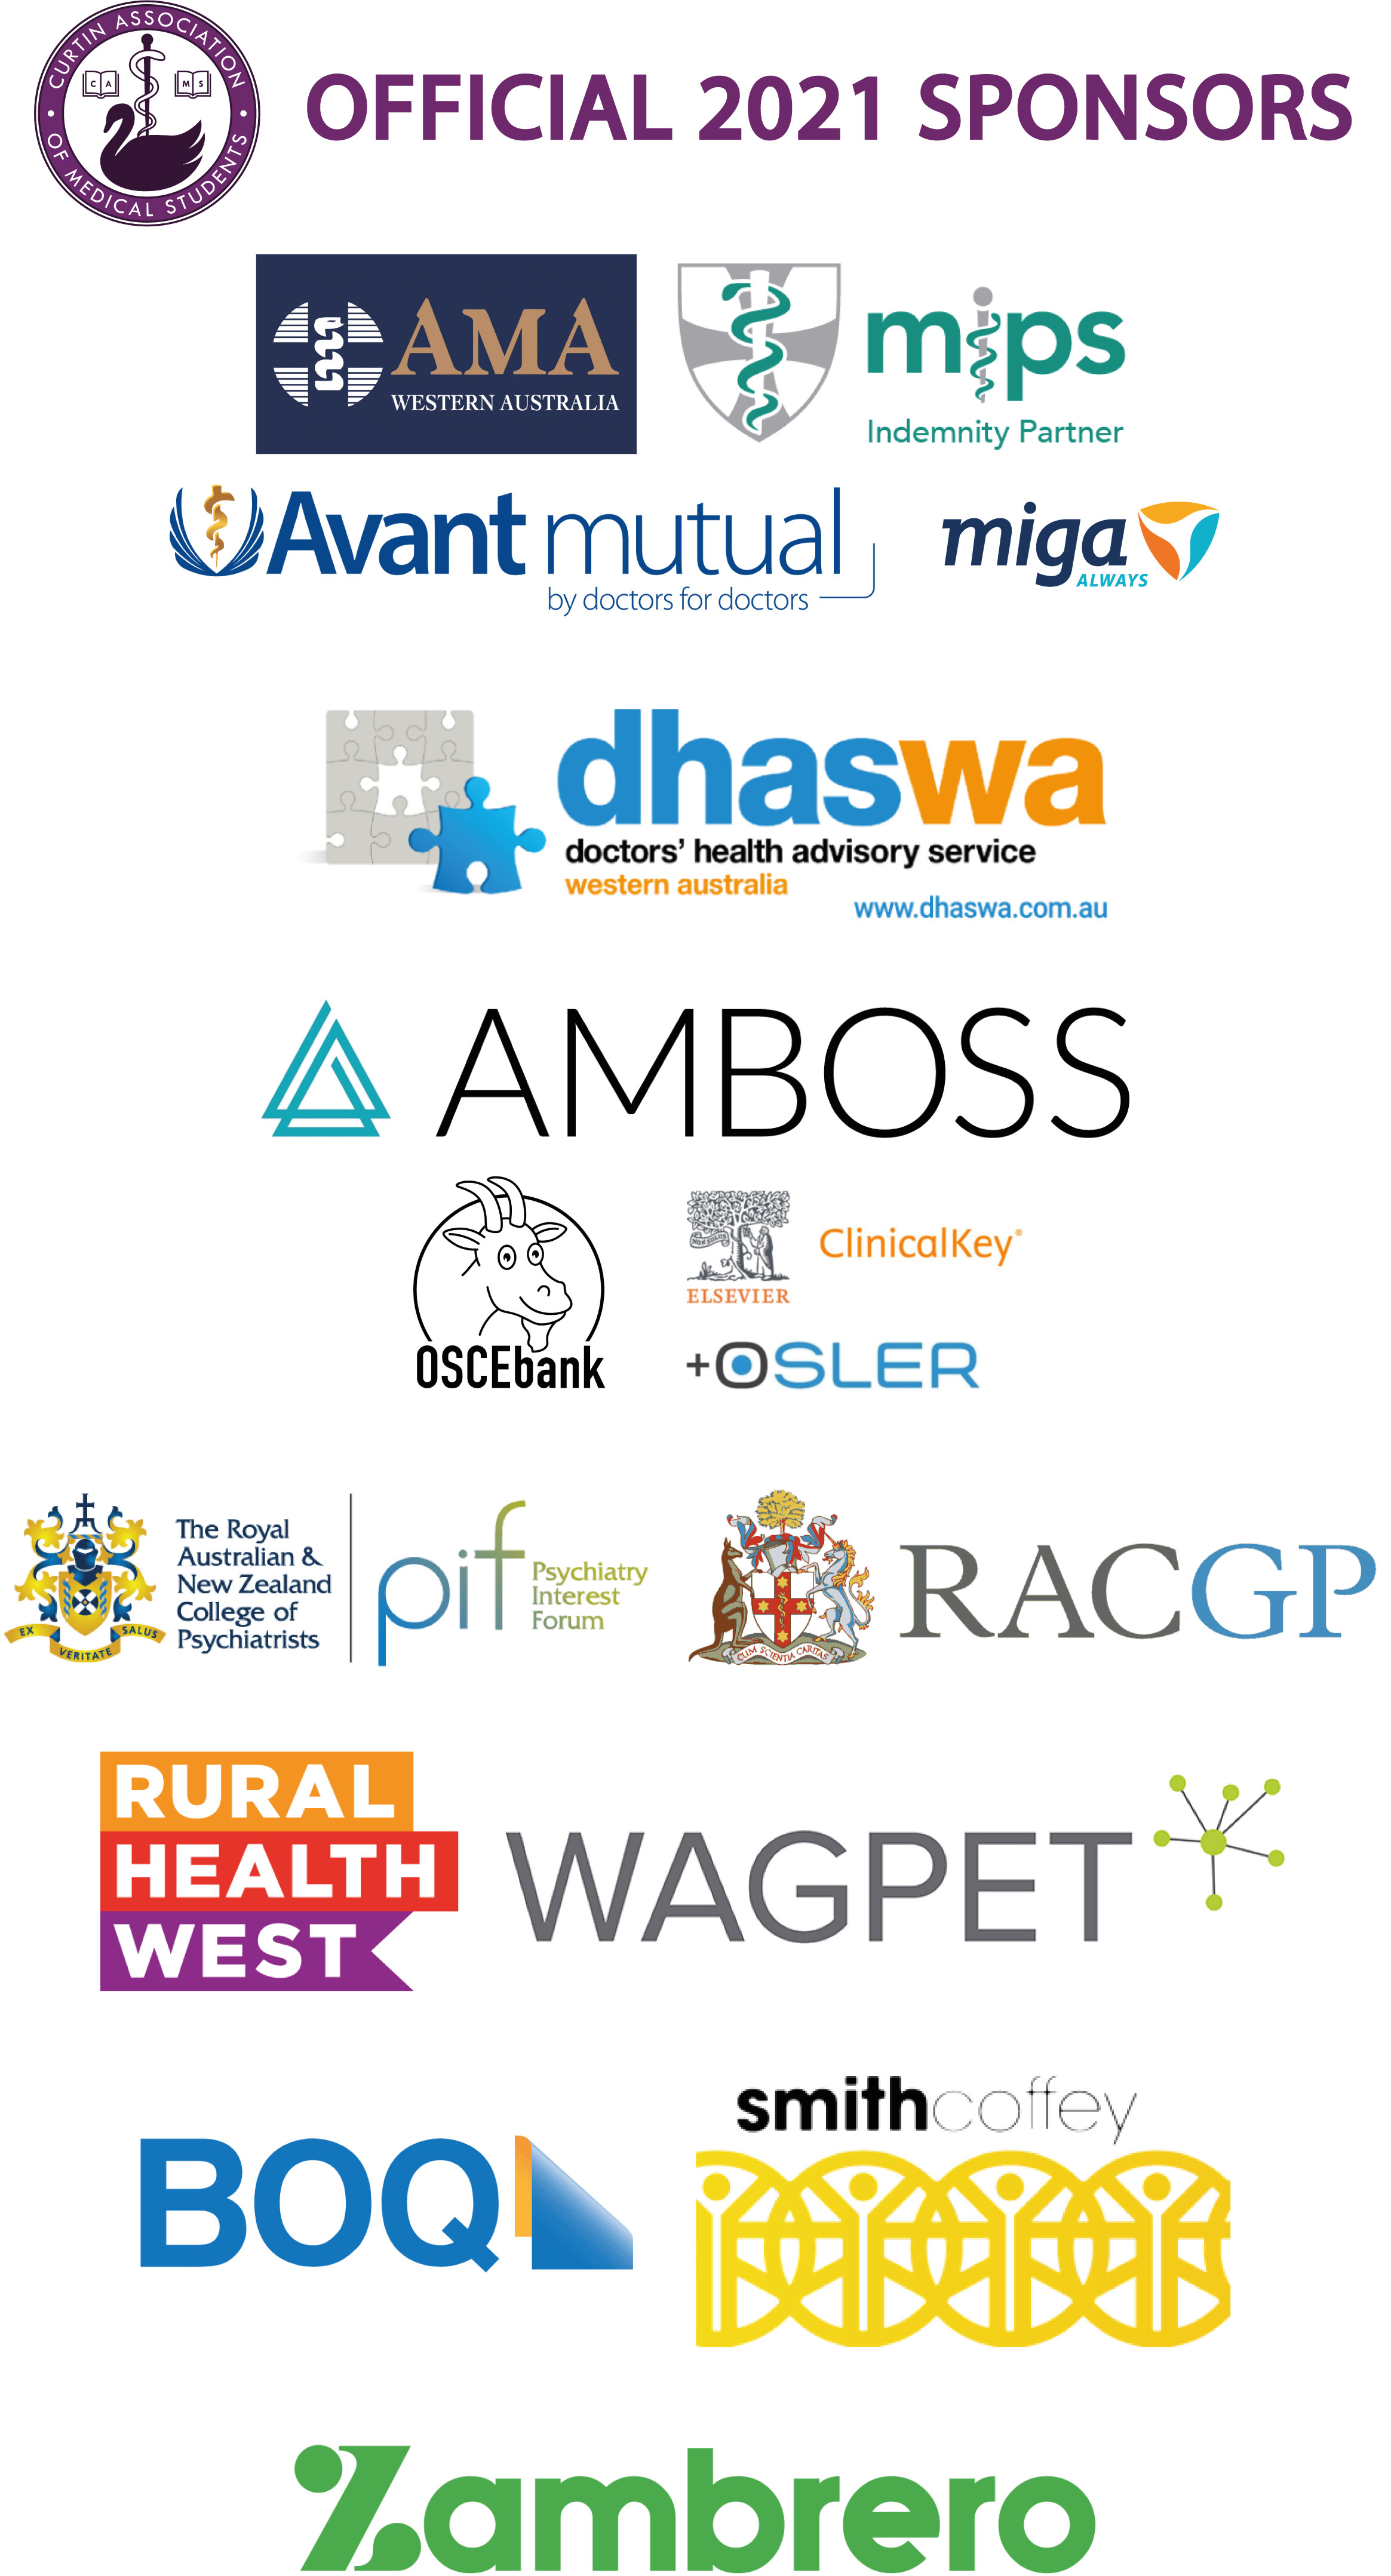 CURTIN ASSOCIATION OF MEDICAL STUDENTS
C A M S
OFFICIAL 2021 SPONSORS
AMA
WESTERN AUSTRALIA
mips
Indemnity Partner
Avant mutual
by doctors for doctors
miga
ALWAYS
dhaswa
doctors' health advisory service
western australia
www.dhaswa.com.au
AMBOSS
OSCEbank
NON SOLUS
ELSEVIER
ClinicalKey®
+OSLER
The Royal
Australian &
New Zealand
College of
Psychiatrists
EX VERITATE SALUS
pif
Psychiatry
Interest
Forum
CUM SCIENTIA CARITAS
RACGP
RURAL
HEALTH
WEST
WAGPET
BOQ
smithcoffey
Zambrero